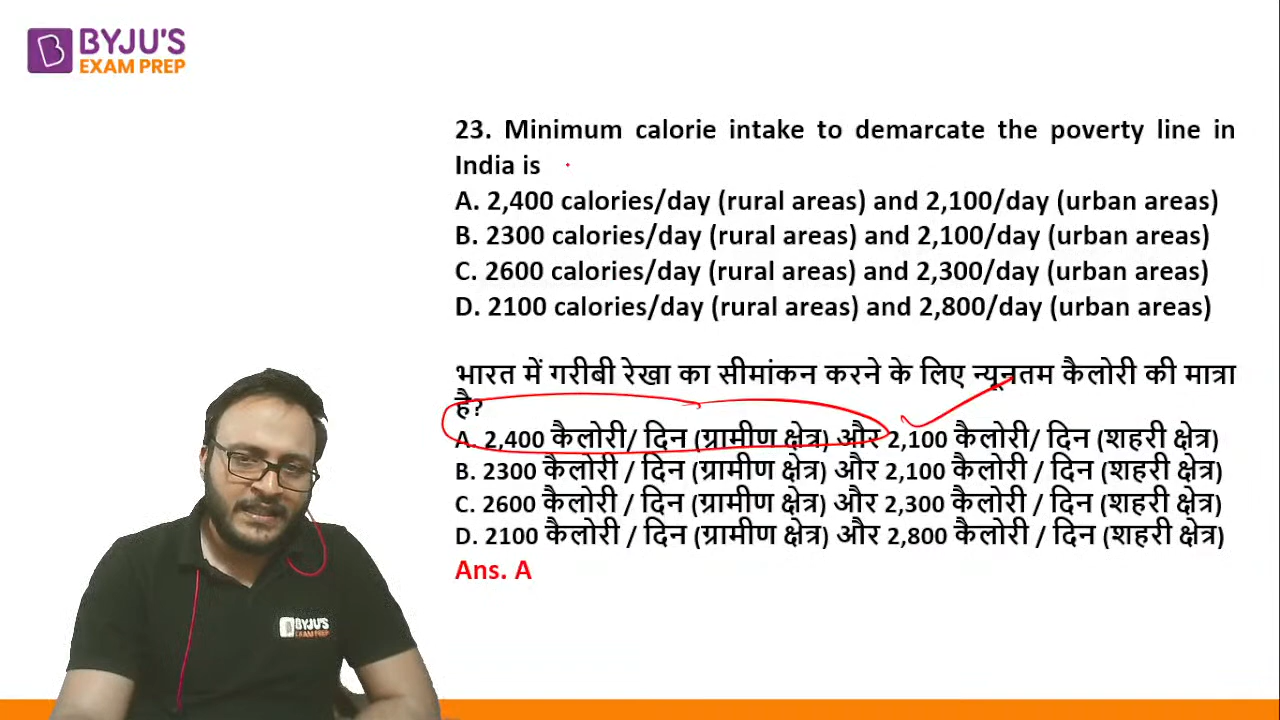 BYJU'S
EXAM PREP
23. Minimum calorie intake to demarcate the poverty line in
India is
A. 2,400 calories/day (rural areas) and 2,100/day (urban areas)
B. 2300 calories/day (rural areas) and 2,100/day (urban areas)
C. 2600 calories/day (rural areas) and 2,300/day (urban areas)
D. 2100 calories/day (rural areas) and 2,800/day (urban areas)
भारत में गरीबी रेखा का सीमांकन करने के लिए न्यूनतम कैलोरी की मात्रा
है?
A. 2,400 कैलोरी/ दिन (ग्रामीण क्षेत्र) और 2,100 कैलोरी/ दिन (शहरी क्षेत्र)
B. 2300 कैलोरी / दिन (ग्रामीण क्षेत्र) और 2,100 कैलोरी / दिन (शहरी क्षेत्र)
C. 2600 कैलोरी / दिन (ग्रामीण क्षेत्र) और 2,300 कैलोरी / दिन (शहरी क्षेत्र)
D. 2100 कैलोरी / दिन (ग्रामीण क्षेत्र) और 2,800 कैलोरी / दिन (शहरी क्षेत्र)
Ans. A
BYJU'S
EXAM PREP